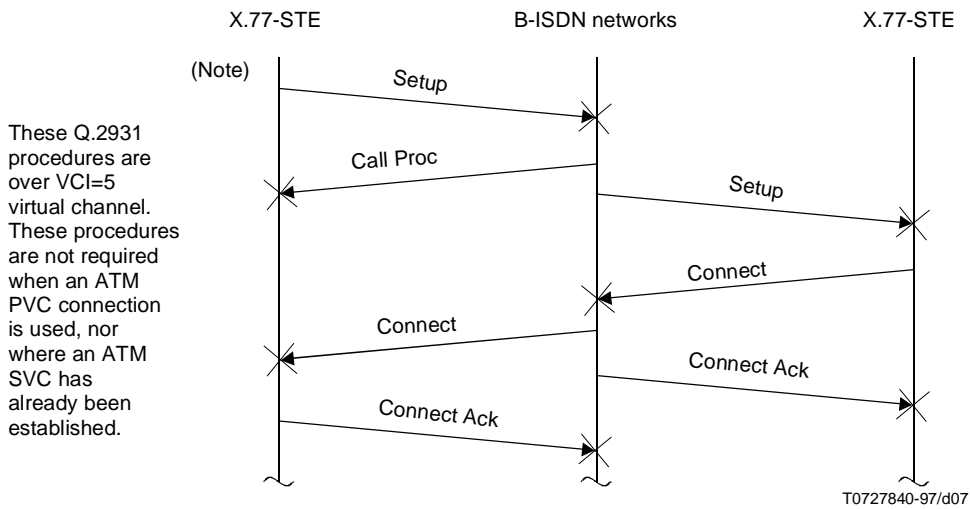 X.77-STE
B-ISDN networks
X.77-STE
(Note)
Setup
These Q.2931
procedures are
over VCI=5
virtual channel.
These procedures
are not required
when an ATM
PVC connection
is used, nor
where an ATM
SVC has
already been
established.
Call Proc
Setup
Connect
Connect
Connect Ack
Connect Ack
T0727840-97/d07